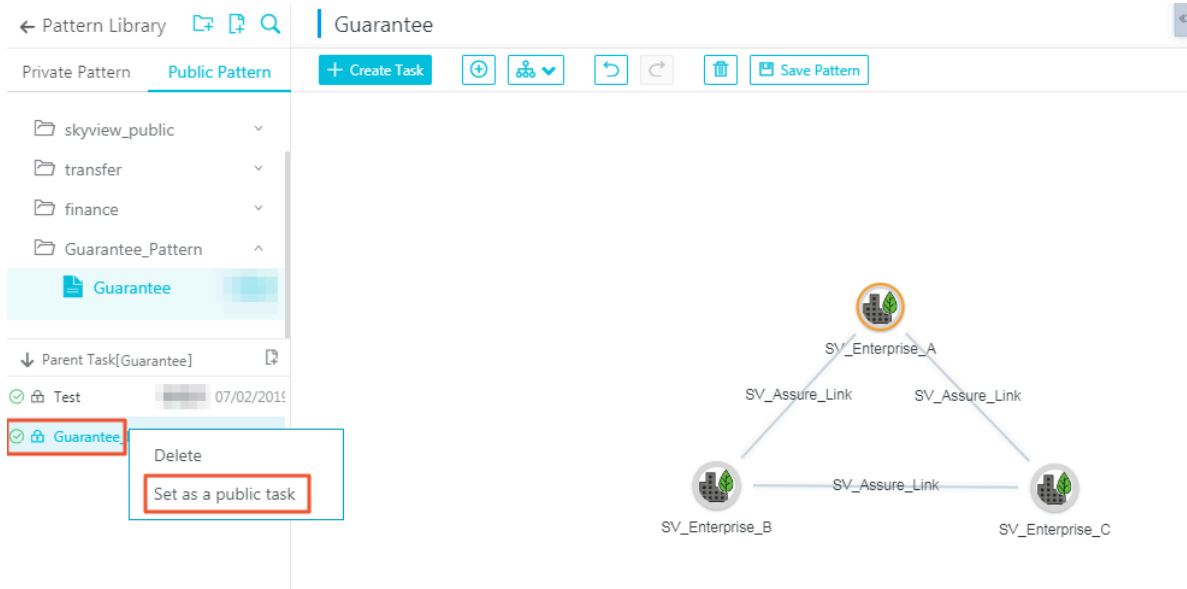 Pattern Library
Guarantee
Private Pattern
Public Pattern
Create Task
Save Pattern
skyview_public
transfer
finance
Guarantee_Pattern
Guarantee
Parent Task[Guarantee]
Test 07/02/2019
Guarantee_
Delete
Set as a public task
SV_Enterprise_A
SV_Assure_Link SV_Assure_Link
SV_Assure_Link
SV_Enterprise_B
SV_Enterprise_C